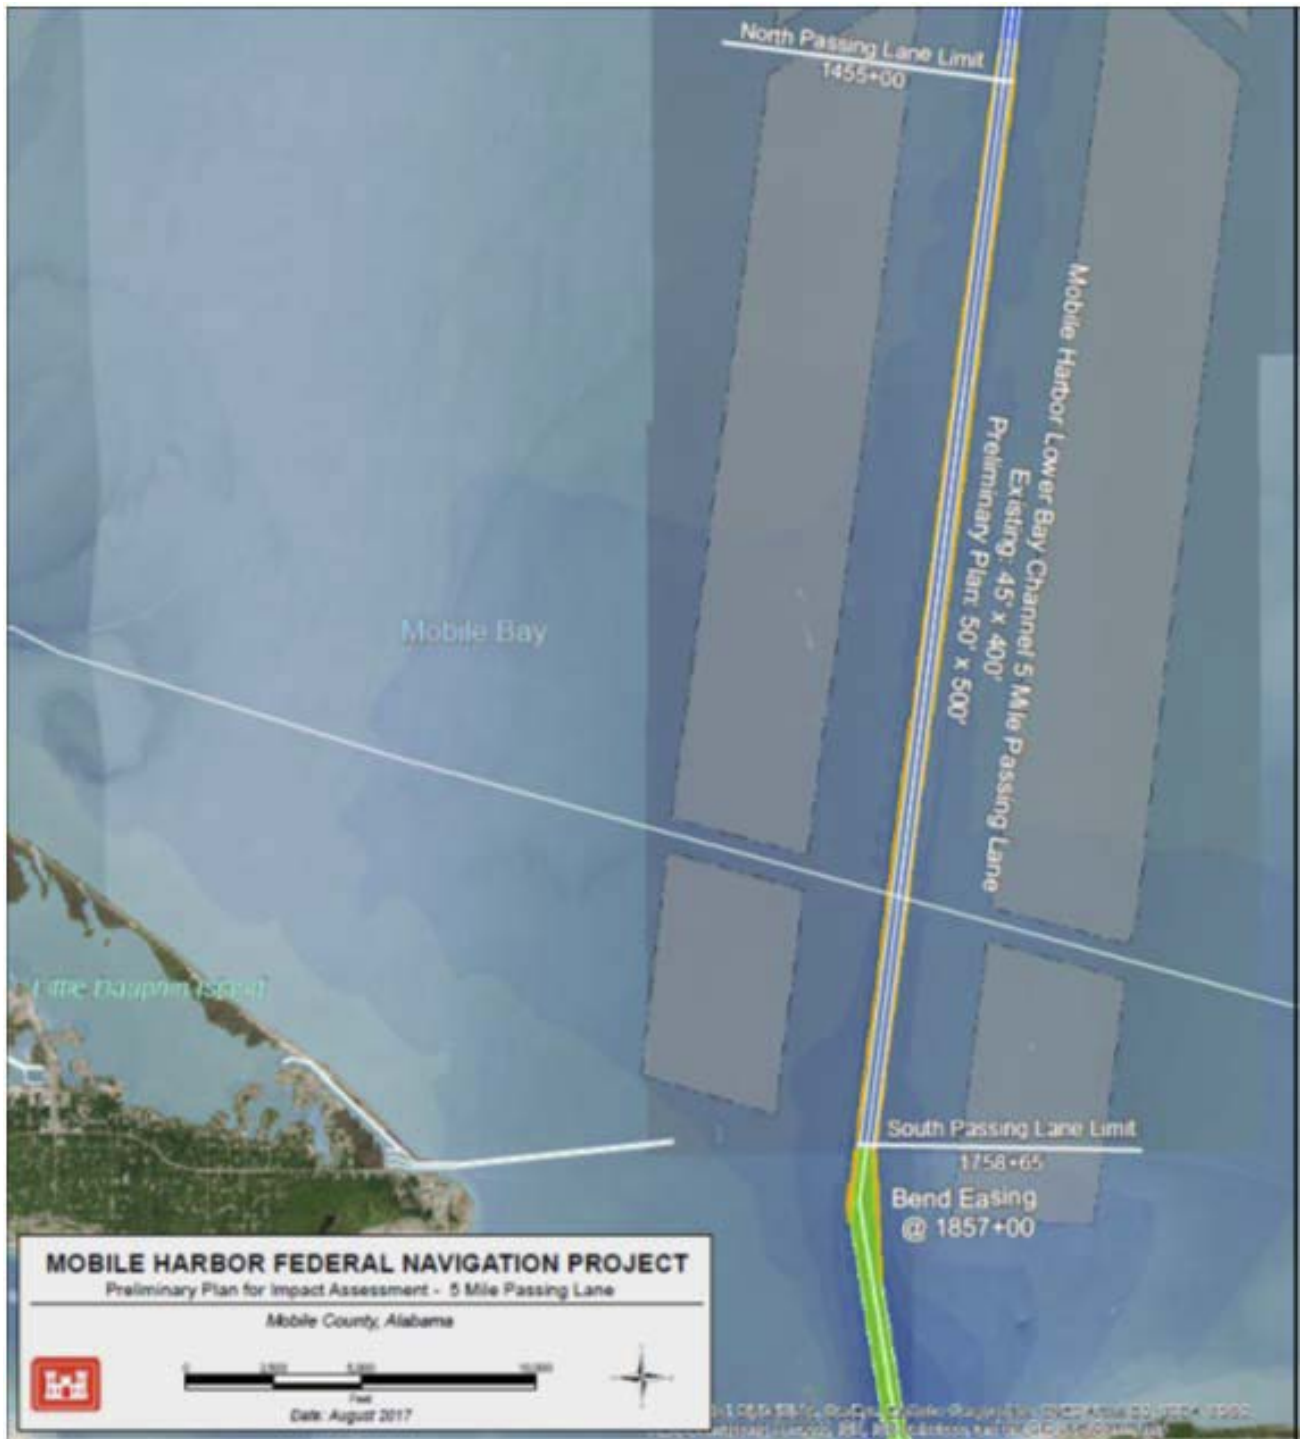 North Passing Lane Limit
1455+00
Mobile Harbor Lower Bay Channel 5 Mile Passing Lane
Existing: 45' x 400'
Preliminary Plan: 50' x 500'
Mobile Bay
Little Dauphin Island
South Passing Lane Limit
1758+65
Bend Easing
@ 1857+00
MOBILE HARBOR FEDERAL NAVIGATION PROJECT
Preliminary Plan for Impact Assessment - 5 Mile Passing Lane
Mobile County, Alabama
0 2,500 5,000 10,000
Feet
Date: August 2017